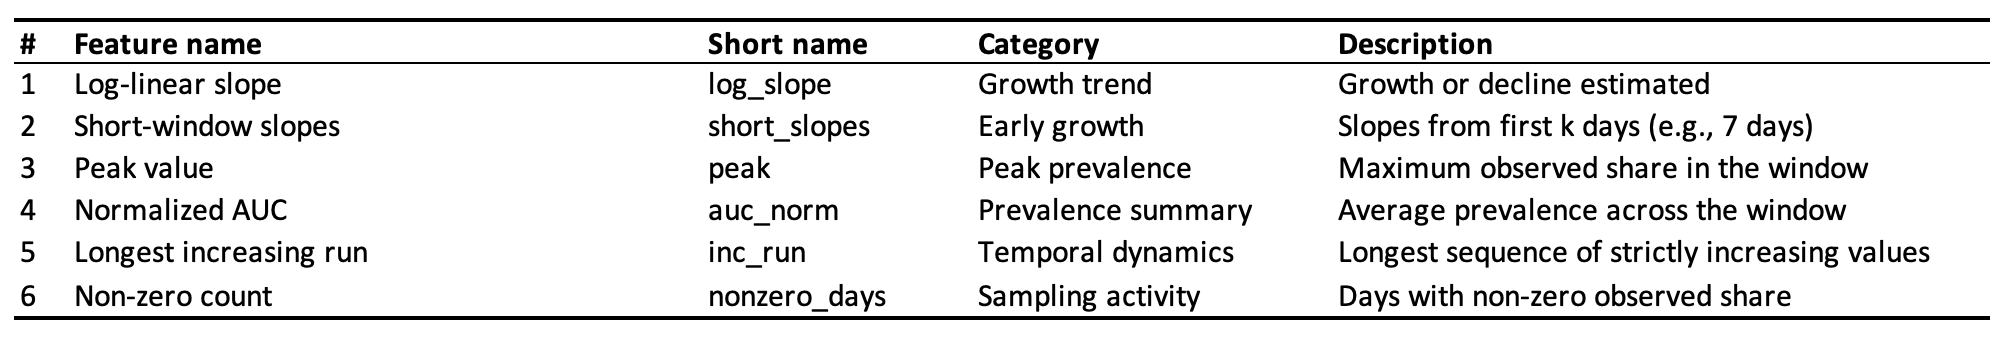 # Feature name Short name Category Description
1 Log-linear slope log_slope Growth trend Growth or decline estimated
2 Short-window slopes short_slopes Early growth Slopes from first k days (e.g., 7 days)
3 Peak value peak Peak prevalence Maximum observed share in the window
4 Normalized AUC auc_norm Prevalence summary Average prevalence across the window
5 Longest increasing run inc_run Temporal dynamics Longest sequence of strictly increasing values
6 Non-zero count nonzero_days Sampling activity Days with non-zero observed share